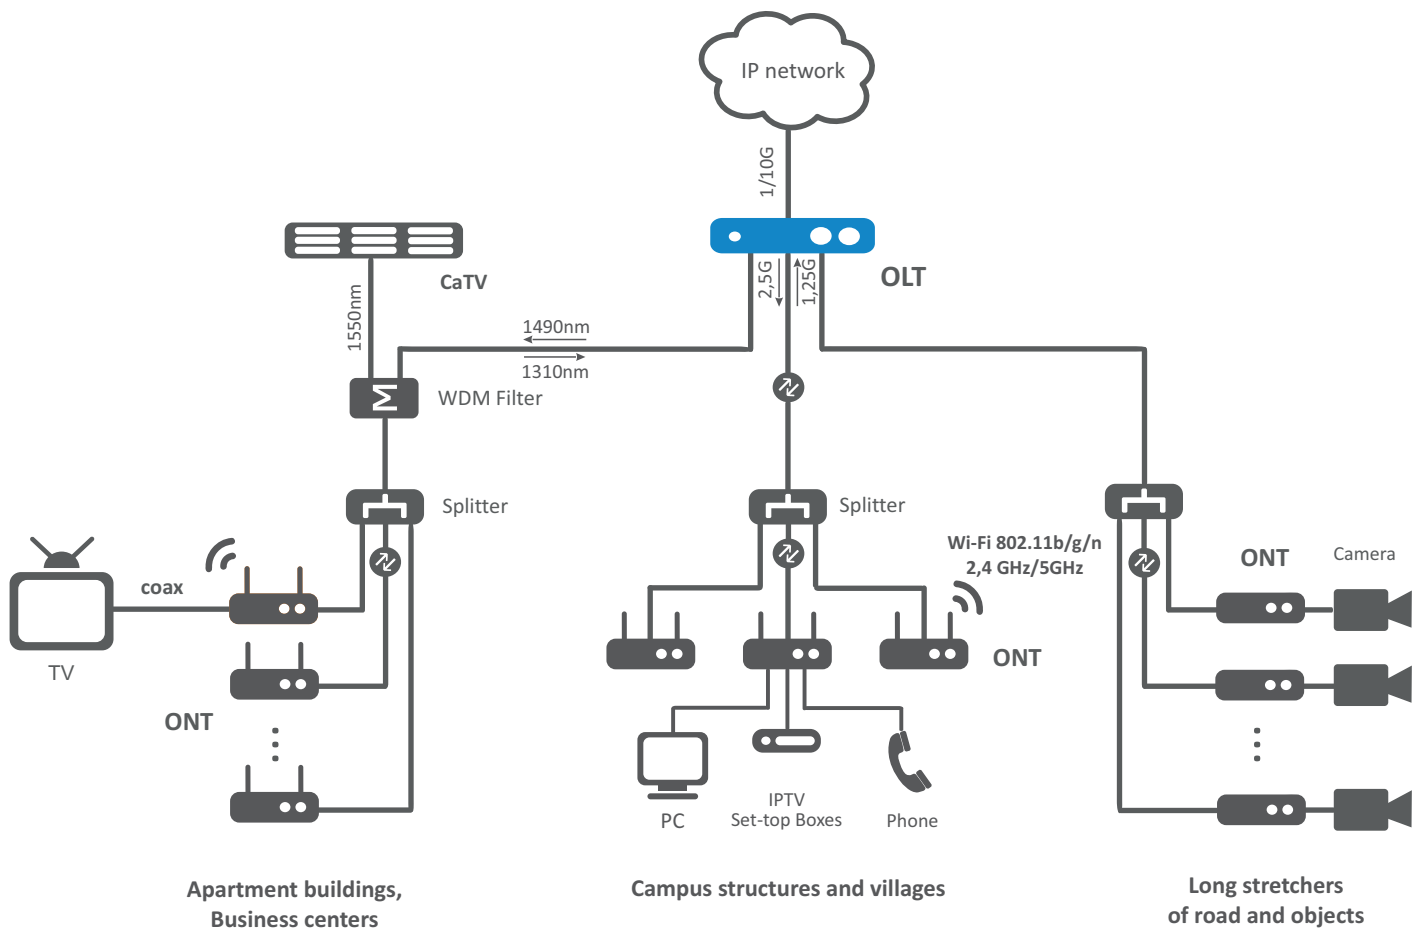 IP network
1/10G
OLT
2,5G
1,25G
CaTV
1550nm
1490nm
1310nm
WDM Filter
Splitter
Splitter
Wi-Fi 802.11b/g/n
2,4 GHz/5GHz
ONT
Camera
coax
TV
ONT
ONT
PC
IPTV
Set-top Boxes
Phone
Apartment buildings,
Business centers
Campus structures and villages
Long stretchers
of road and objects